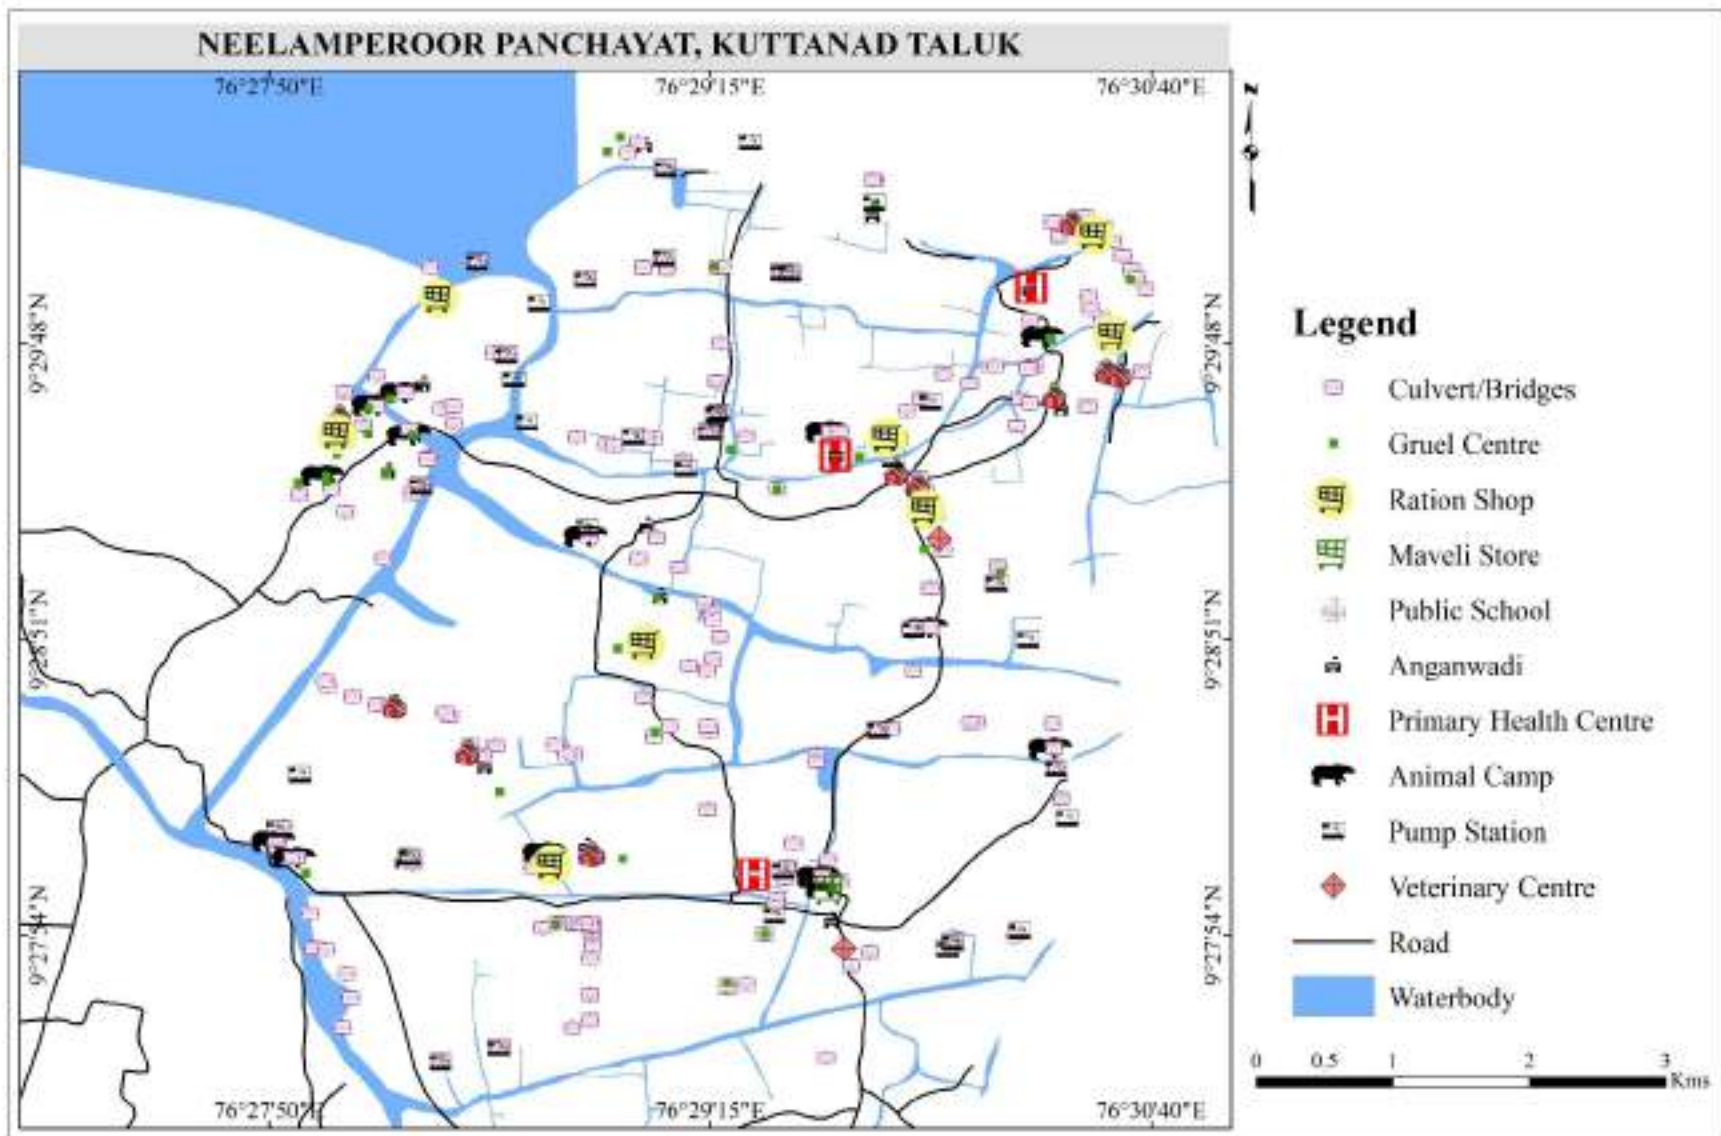 NEELAMPEROOR PANCHAYAT, KUTTANAD TALUK
76°27'50"E
76°29'15"E
76°30'40"E
N
9°29'48"N
9°29'48"N
9°28'51"N
9°28'51"N
9°27'54"N
9°27'54"N
76°27'50"E
76°29'15"E
76°30'40"E
Legend
Culvert/Bridges
Gruel Centre
Ration Shop
Maveli Store
Public School
Anganwadi
H Primary Health Centre
Animal Camp
Pump Station
Veterinary Centre
Road
Waterbody
0 0.5 1 2 3
Kms